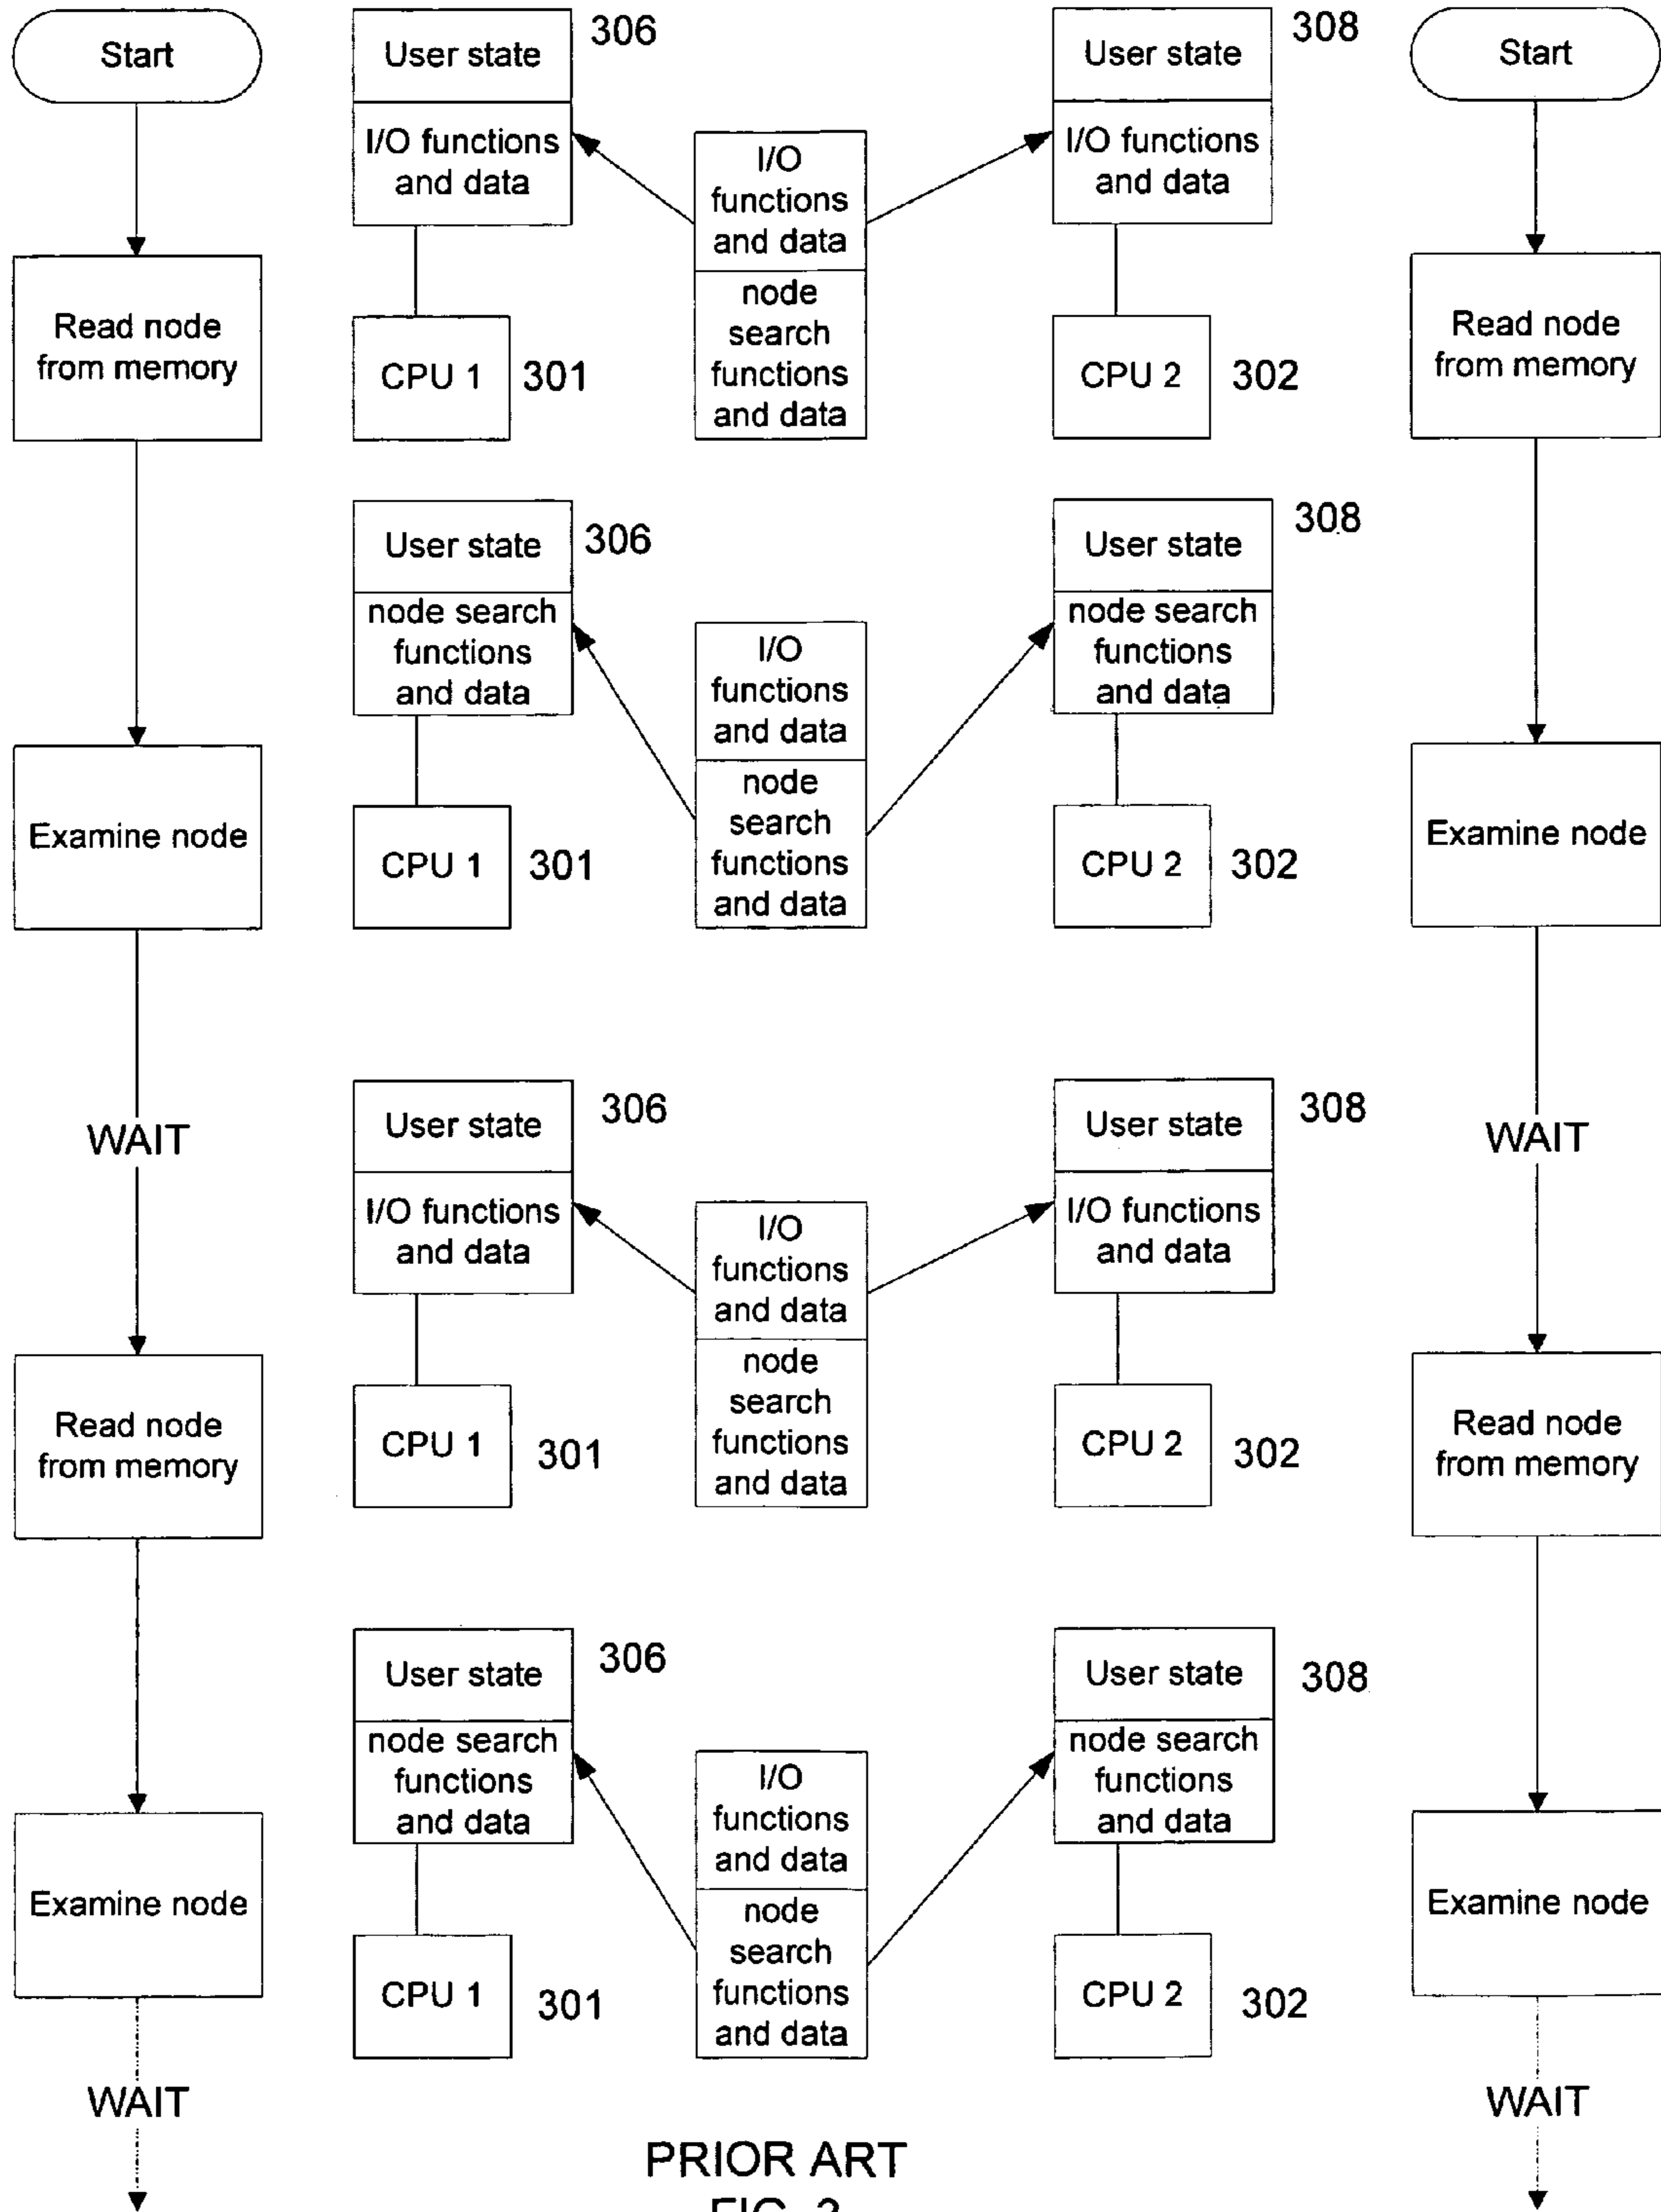 Start
User state
306
User state
308
Start
I/O functions
and data
I/O
functions
and data
I/O functions
and data
node
search
functions
and data
Read node
from memory
CPU 1
301
CPU 2
302
Read node
from memory
User state
306
User state
308
node search
functions
and data
I/O
functions
and data
node search
functions
and data
node
search
functions
and data
Examine node
CPU 1
301
CPU 2
302
Examine node
WAIT
User state
306
User state
308
WAIT
I/O functions
and data
I/O
functions
and data
I/O functions
and data
node
search
functions
and data
Read node
from memory
CPU 1
301
CPU 2
302
Read node
from memory
User state
306
User state
308
node search
functions
and data
I/O
functions
and data
node search
functions
and data
node
search
functions
and data
Examine node
CPU 1
301
CPU 2
302
Examine node
WAIT
WAIT
PRIOR ART
FIG. 3